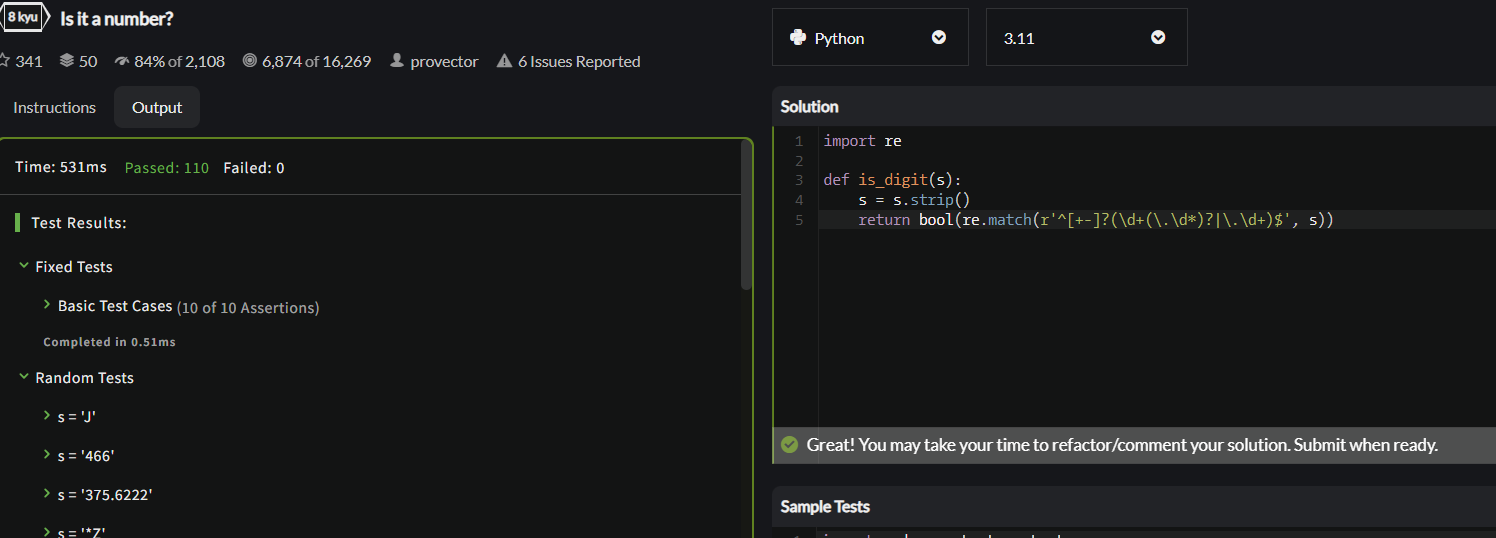 8 kyu Is it a number?
341 50 84% of 2,108 6,874 of 16,269 provector 6 Issues Reported
Instructions Output
Time: 531ms Passed: 110 Failed: 0
Test Results:
Fixed Tests
Basic Test Cases (10 of 10 Assertions)
Completed in 0.51ms
Random Tests
s = 'J'
s = '466'
s = '375.6222'
s = '*Z'
Python 3.11
Solution
1 import re
2
3 def is_digit(s):
4 s = s.strip()
5 return bool(re.match(r'^[+-]?(\d+(\.\d*)?|\.\d+)$', s))
Great! You may take your time to refactor/comment your solution. Submit when ready.
Sample Tests